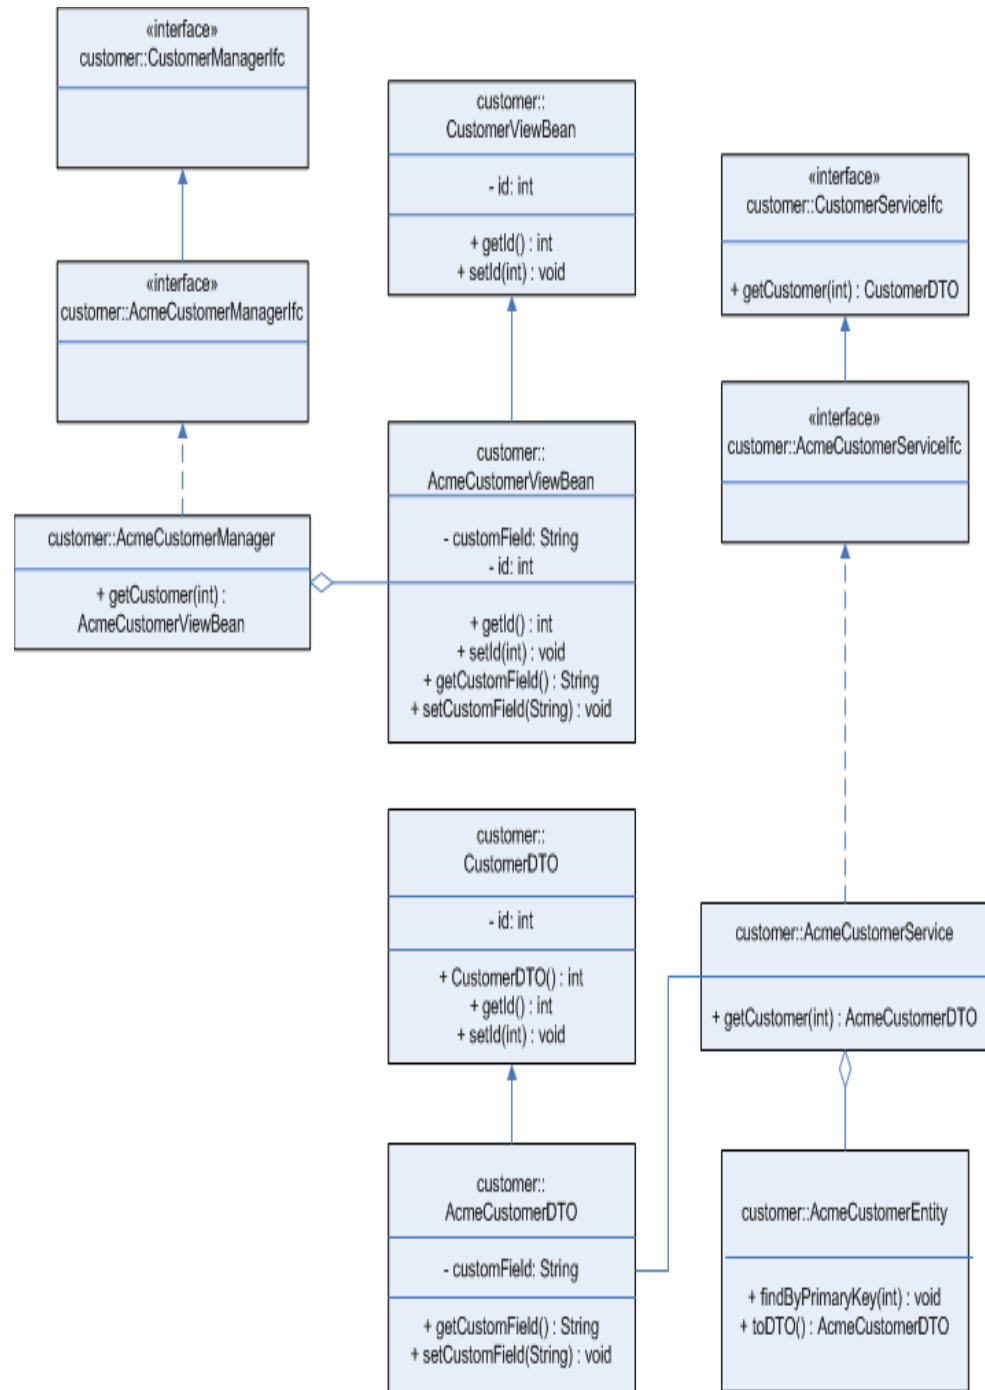 «interface»
customer::CustomerManagerIfc
«interface»
customer::AcmeCustomerManagerIfc
customer::AcmeCustomerManager
+ getCustomer(int) :
AcmeCustomerViewBean
customer::
CustomerViewBean
- id: int
+ getId() : int
+ setId(int) : void
customer::
AcmeCustomerViewBean
- customField: String
- id: int
+ getId() : int
+ setId(int) : void
+ getCustomField() : String
+ setCustomField(String) : void
customer::
CustomerDTO
- id: int
+ CustomerDTO() : int
+ getId() : int
+ setId(int) : void
customer::
AcmeCustomerDTO
- customField: String
+ getCustomField() : String
+ setCustomField(String) : void
«interface»
customer::CustomerServiceIfc
+ getCustomer(int) : CustomerDTO
«interface»
customer::AcmeCustomerServiceIfc
customer::AcmeCustomerService
+ getCustomer(int) : AcmeCustomerDTO
customer::AcmeCustomerEntity
+ findByPrimaryKey(int) : void
+ toDTO() : AcmeCustomerDTO